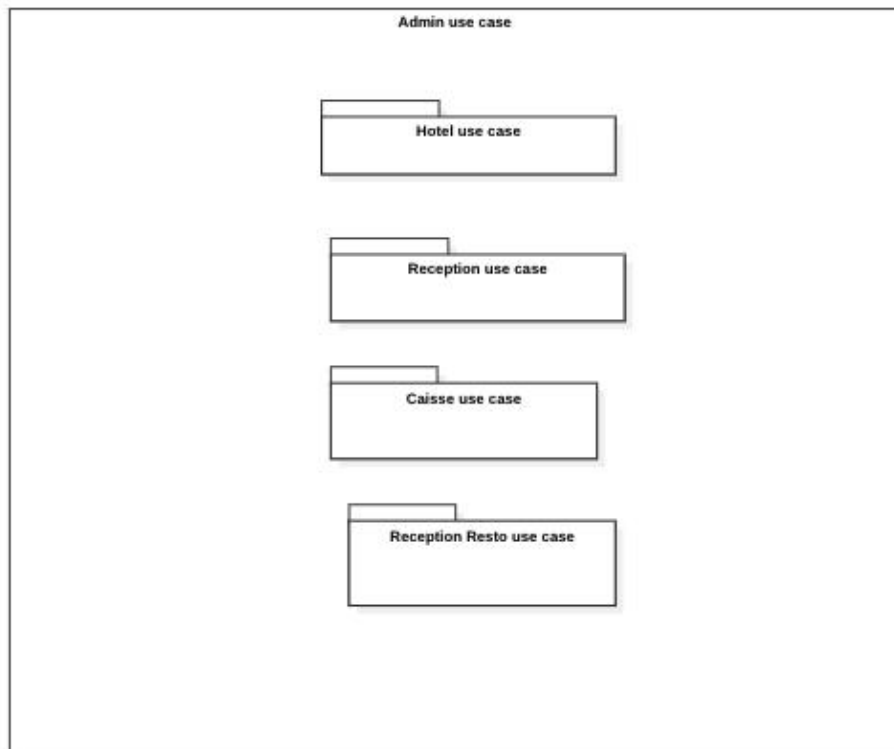 Admin use case
Hotel use case
Reception use case
Caisse use case
Reception Resto use case